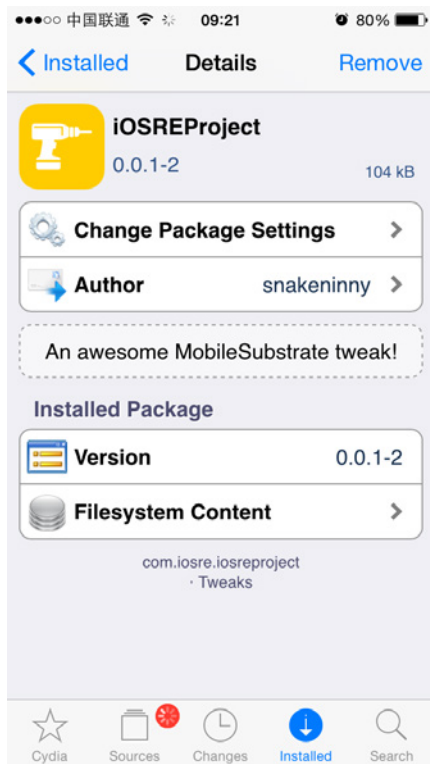 中国联通 09:21 80%
Installed Details Remove
iOSREProject
0.0.1-2
104 kB
Change Package Settings
Author snakeninny
An awesome MobileSubstrate tweak!
Installed Package
Version 0.0.1-2
Filesystem Content
com.iosre.iosreproject
· Tweaks
Cydia Sources Changes Installed Search